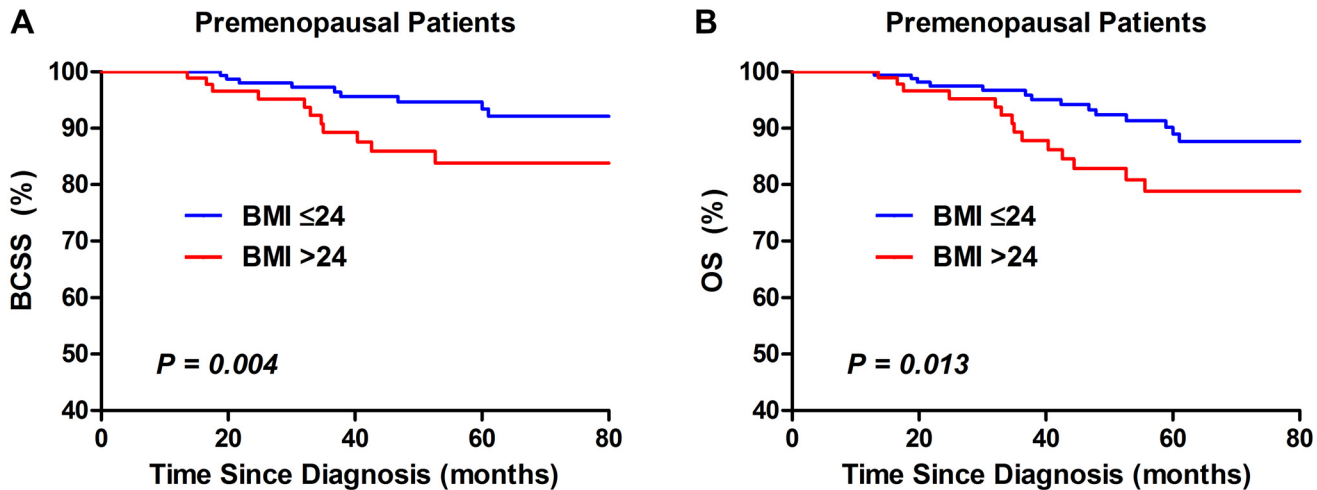 A
Premenopausal Patients
100
90
80
70
60
50
40
BCSS (%)
BMI ≤24
BMI >24
P = 0.004
0
20
40
60
80
Time Since Diagnosis (months)
B
Premenopausal Patients
100
90
80
70
60
50
40
OS (%)
BMI ≤24
BMI >24
P = 0.013
0
20
40
60
80
Time Since Diagnosis (months)